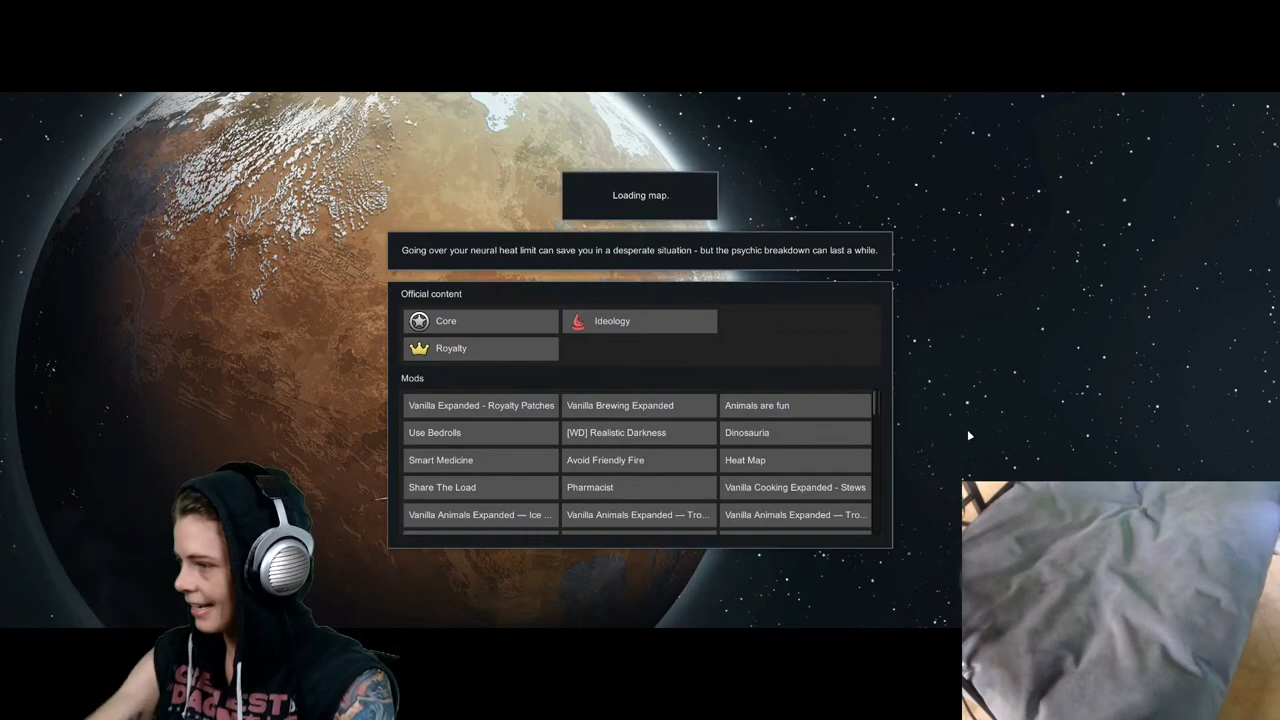 Loading map.
Going over your neural heat limit can save you in a desperate situation - but the psychic breakdown can last a while.
Official content
Core
Ideology
Royalty
Mods
Vanilla Expanded - Royalty Patches
Vanilla Brewing Expanded
Animals are fun
Use Bedrolls
[WD] Realistic Darkness
Dinosauria
Smart Medicine
Avoid Friendly Fire
Heat Map
Share The Load
Pharmacist
Vanilla Cooking Expanded - Stews
Vanilla Animals Expanded — Ice ...
Vanilla Animals Expanded — Tro...
Vanilla Animals Expanded — Tro...